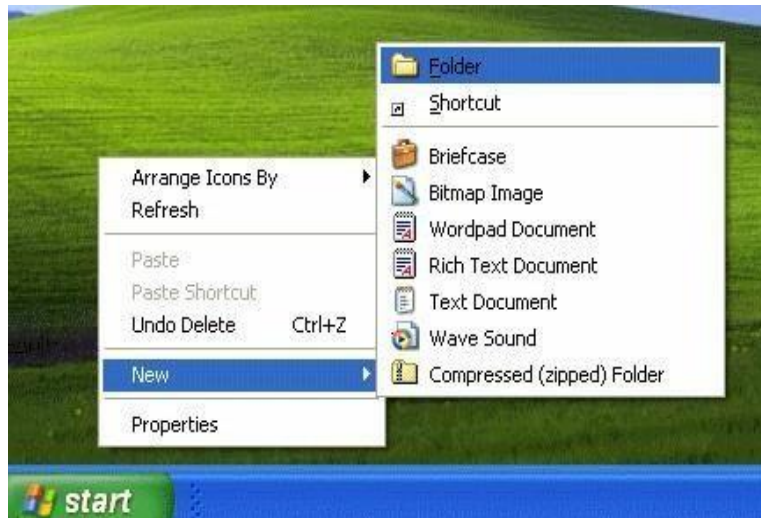 Arrange Icons By
Refresh
Paste
Paste Shortcut
Undo Delete Ctrl+Z
New
Properties
Folder
Shortcut
Briefcase
Bitmap Image
Wordpad Document
Rich Text Document
Text Document
Wave Sound
Compressed (zipped) Folder
start